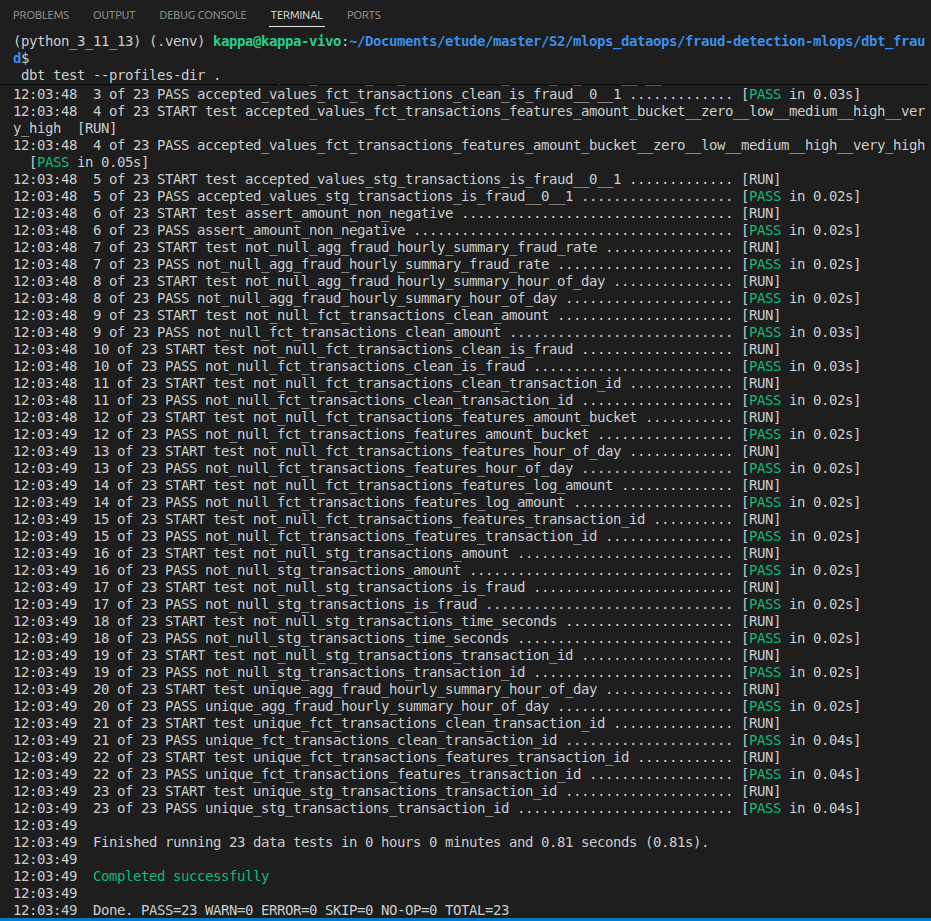 PROBLEMS OUTPUT DEBUG CONSOLE TERMINAL PORTS
(python_3_11_13) (.venv) kappa@kappa-vivo:~/Documents/etude/master/S2/mlops_dataops/fraud-detection-mlops/dbt_frau
d$
dbt test --profiles-dir .
12:03:48  3 of 23 PASS accepted_values_fct_transactions_clean_is_fraud__0__1 ............. [PASS in 0.03s]
12:03:48  4 of 23 START test accepted_values_fct_transactions_features_amount_bucket__zero__low__medium__high__ver
y_high  [RUN]
12:03:48  4 of 23 PASS accepted_values_fct_transactions_features_amount_bucket__zero__low__medium__high__very_high
[PASS in 0.05s]
12:03:48  5 of 23 START test accepted_values_stg_transactions_is_fraud__0__1 ............. [RUN]
12:03:48  5 of 23 PASS accepted_values_stg_transactions_is_fraud__0__1 ................... [PASS in 0.02s]
12:03:48  6 of 23 START test assert_amount_non_negative .................................. [RUN]
12:03:48  6 of 23 PASS assert_amount_non_negative ........................................ [PASS in 0.02s]
12:03:48  7 of 23 START test not_null_agg_fraud_hourly_summary_fraud_rate ................ [RUN]
12:03:48  7 of 23 PASS not_null_agg_fraud_hourly_summary_fraud_rate ...................... [PASS in 0.02s]
12:03:48  8 of 23 START test not_null_agg_fraud_hourly_summary_hour_of_day ............... [RUN]
12:03:48  8 of 23 PASS not_null_agg_fraud_hourly_summary_hour_of_day ..................... [PASS in 0.02s]
12:03:48  9 of 23 START test not_null_fct_transactions_clean_amount ...................... [RUN]
12:03:48  9 of 23 PASS not_null_fct_transactions_clean_amount ............................ [PASS in 0.03s]
12:03:48  10 of 23 START test not_null_fct_transactions_clean_is_fraud ................... [RUN]
12:03:48  10 of 23 PASS not_null_fct_transactions_clean_is_fraud ......................... [PASS in 0.03s]
12:03:48  11 of 23 START test not_null_fct_transactions_clean_transaction_id ............. [RUN]
12:03:48  11 of 23 PASS not_null_fct_transactions_clean_transaction_id ................... [PASS in 0.02s]
12:03:48  12 of 23 START test not_null_fct_transactions_features_amount_bucket ........... [RUN]
12:03:49  12 of 23 PASS not_null_fct_transactions_features_amount_bucket ................. [PASS in 0.02s]
12:03:49  13 of 23 START test not_null_fct_transactions_features_hour_of_day ............. [RUN]
12:03:49  13 of 23 PASS not_null_fct_transactions_features_hour_of_day ................... [PASS in 0.02s]
12:03:49  14 of 23 START test not_null_fct_transactions_features_log_amount .............. [RUN]
12:03:49  14 of 23 PASS not_null_fct_transactions_features_log_amount .................... [PASS in 0.02s]
12:03:49  15 of 23 START test not_null_fct_transactions_features_transaction_id .......... [RUN]
12:03:49  15 of 23 PASS not_null_fct_transactions_features_transaction_id ................ [PASS in 0.02s]
12:03:49  16 of 23 START test not_null_stg_transactions_amount ........................... [RUN]
12:03:49  16 of 23 PASS not_null_stg_transactions_amount ................................. [PASS in 0.02s]
12:03:49  17 of 23 START test not_null_stg_transactions_is_fraud ......................... [RUN]
12:03:49  17 of 23 PASS not_null_stg_transactions_is_fraud ............................... [PASS in 0.02s]
12:03:49  18 of 23 START test not_null_stg_transactions_time_seconds ..................... [RUN]
12:03:49  18 of 23 PASS not_null_stg_transactions_time_seconds ........................... [PASS in 0.02s]
12:03:49  19 of 23 START test not_null_stg_transactions_transaction_id ................... [RUN]
12:03:49  19 of 23 PASS not_null_stg_transactions_transaction_id ......................... [PASS in 0.02s]
12:03:49  20 of 23 START test unique_agg_fraud_hourly_summary_hour_of_day ................ [RUN]
12:03:49  20 of 23 PASS unique_agg_fraud_hourly_summary_hour_of_day ...................... [PASS in 0.02s]
12:03:49  21 of 23 START test unique_fct_transactions_clean_transaction_id ............... [RUN]
12:03:49  21 of 23 PASS unique_fct_transactions_clean_transaction_id ..................... [PASS in 0.04s]
12:03:49  22 of 23 START test unique_fct_transactions_features_transaction_id ............ [RUN]
12:03:49  22 of 23 PASS unique_fct_transactions_features_transaction_id .................. [PASS in 0.04s]
12:03:49  23 of 23 START test unique_stg_transactions_transaction_id ..................... [RUN]
12:03:49  23 of 23 PASS unique_stg_transactions_transaction_id ........................... [PASS in 0.04s]
12:03:49
12:03:49  Finished running 23 data tests in 0 hours 0 minutes and 0.81 seconds (0.81s).
12:03:49
12:03:49  Completed successfully
12:03:49
12:03:49  Done. PASS=23 WARN=0 ERROR=0 SKIP=0 NO-OP=0 TOTAL=23